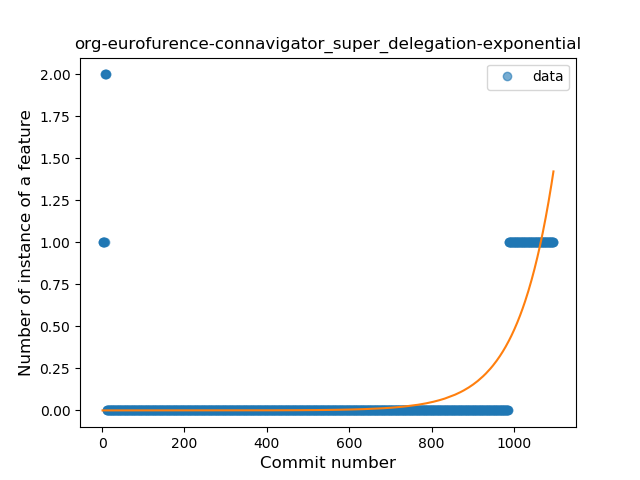 org-eurofurence-connavigator_super_delegation-exponential
data
Number of instance of a feature
2.00
1.75
1.50
1.25
1.00
0.75
0.50
0.25
0.00
0 200 400 600 800 1000
Commit number